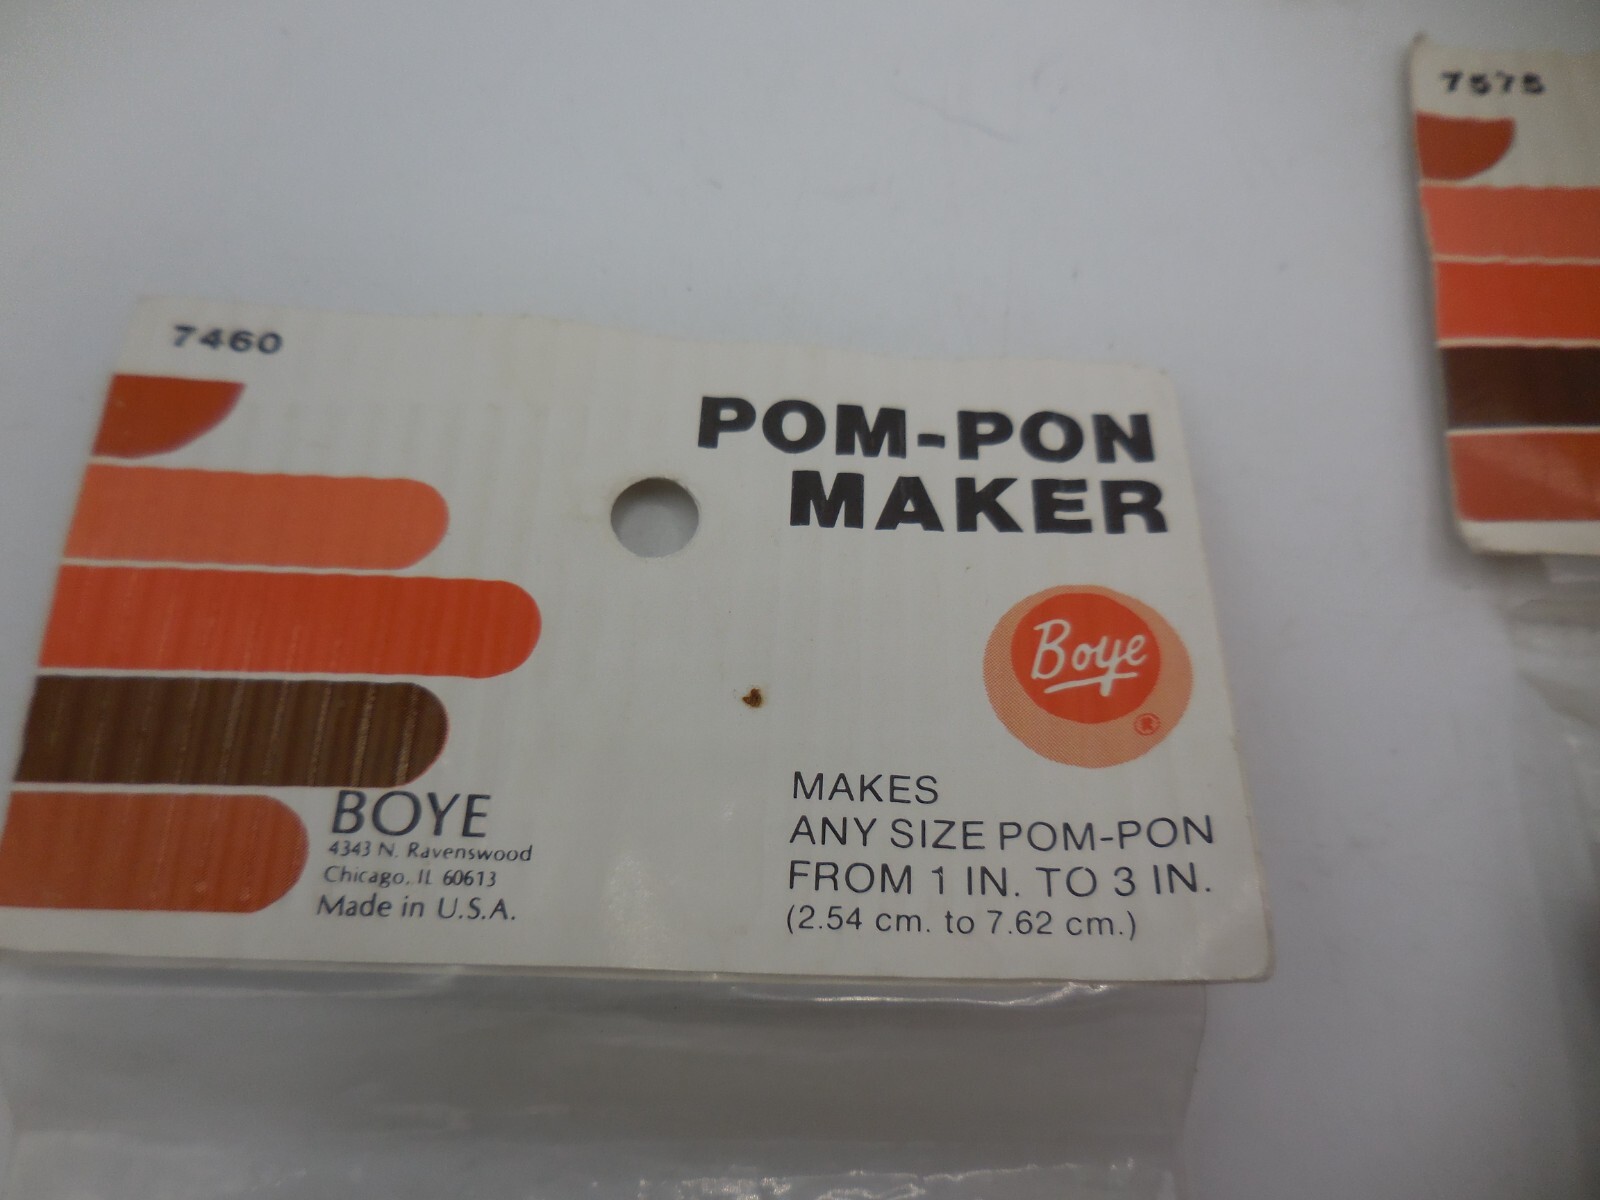 7460
POM-PON
MAKER
Boye
®
MAKES
ANY SIZE POM-PON
FROM 1 IN. TO 3 IN.
(2.54 cm. to 7.62 cm.)
BOYE
4343 N. Ravenswood
Chicago, IL 60613
Made in U.S.A.
7575